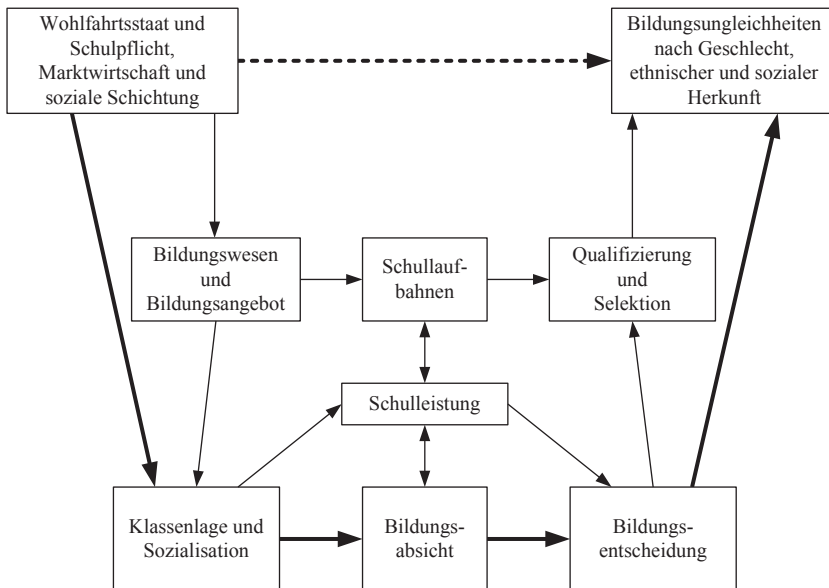 Wohlfahrtsstaat und
Schulpflicht,
Marktwirtschaft und
soziale Schichtung
Bildungsungleichheiten
nach Geschlecht,
ethnischer und sozialer
Herkunft
Bildungswesen
und
Bildungsangebot
Schullauf-
bahnen
Qualifizierung
und
Selektion
Schulleistung
Klassenlage und
Sozialisation
Bildungs-
absicht
Bildungs-
entscheidung